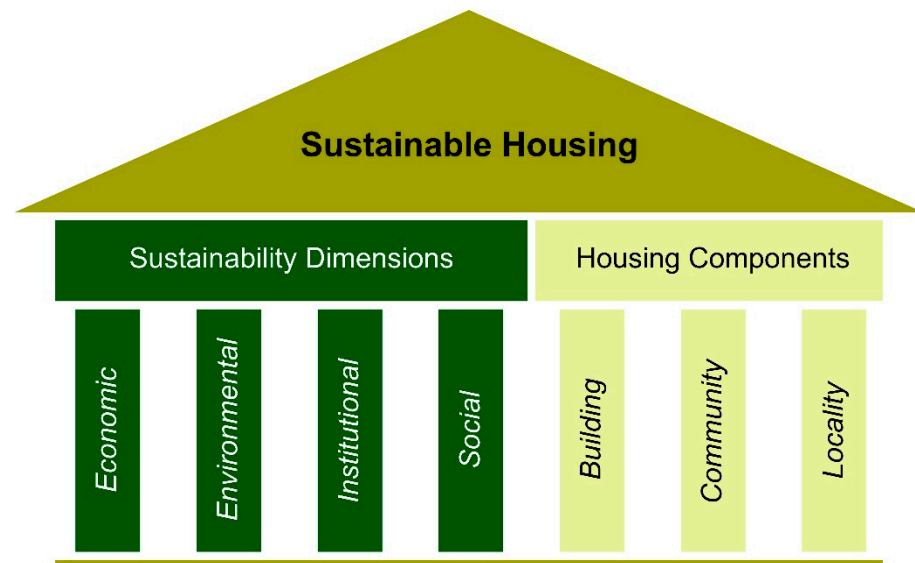 Sustainable Housing
Sustainability Dimensions
Housing Components
Economic
Environmental
Institutional
Social
Building
Community
Locality